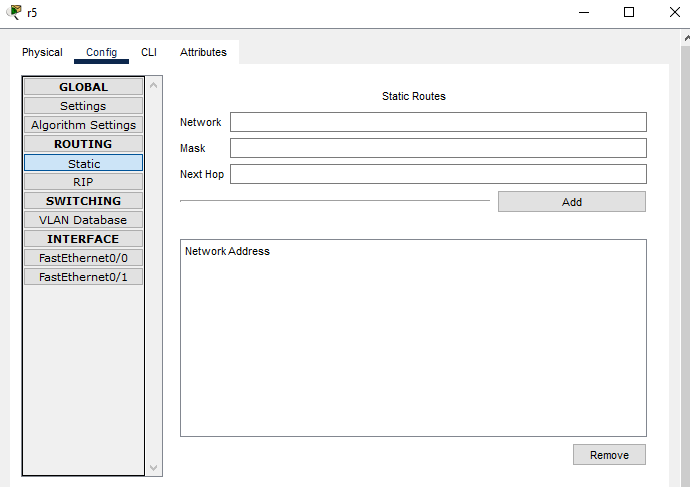 r5
Physical Config CLI Attributes
GLOBAL
Settings
Algorithm Settings
ROUTING
Static
RIP
SWITCHING
VLAN Database
INTERFACE
FastEthernet0/0
FastEthernet0/1
Static Routes
Network
Mask
Next Hop
Add
Network Address
Remove